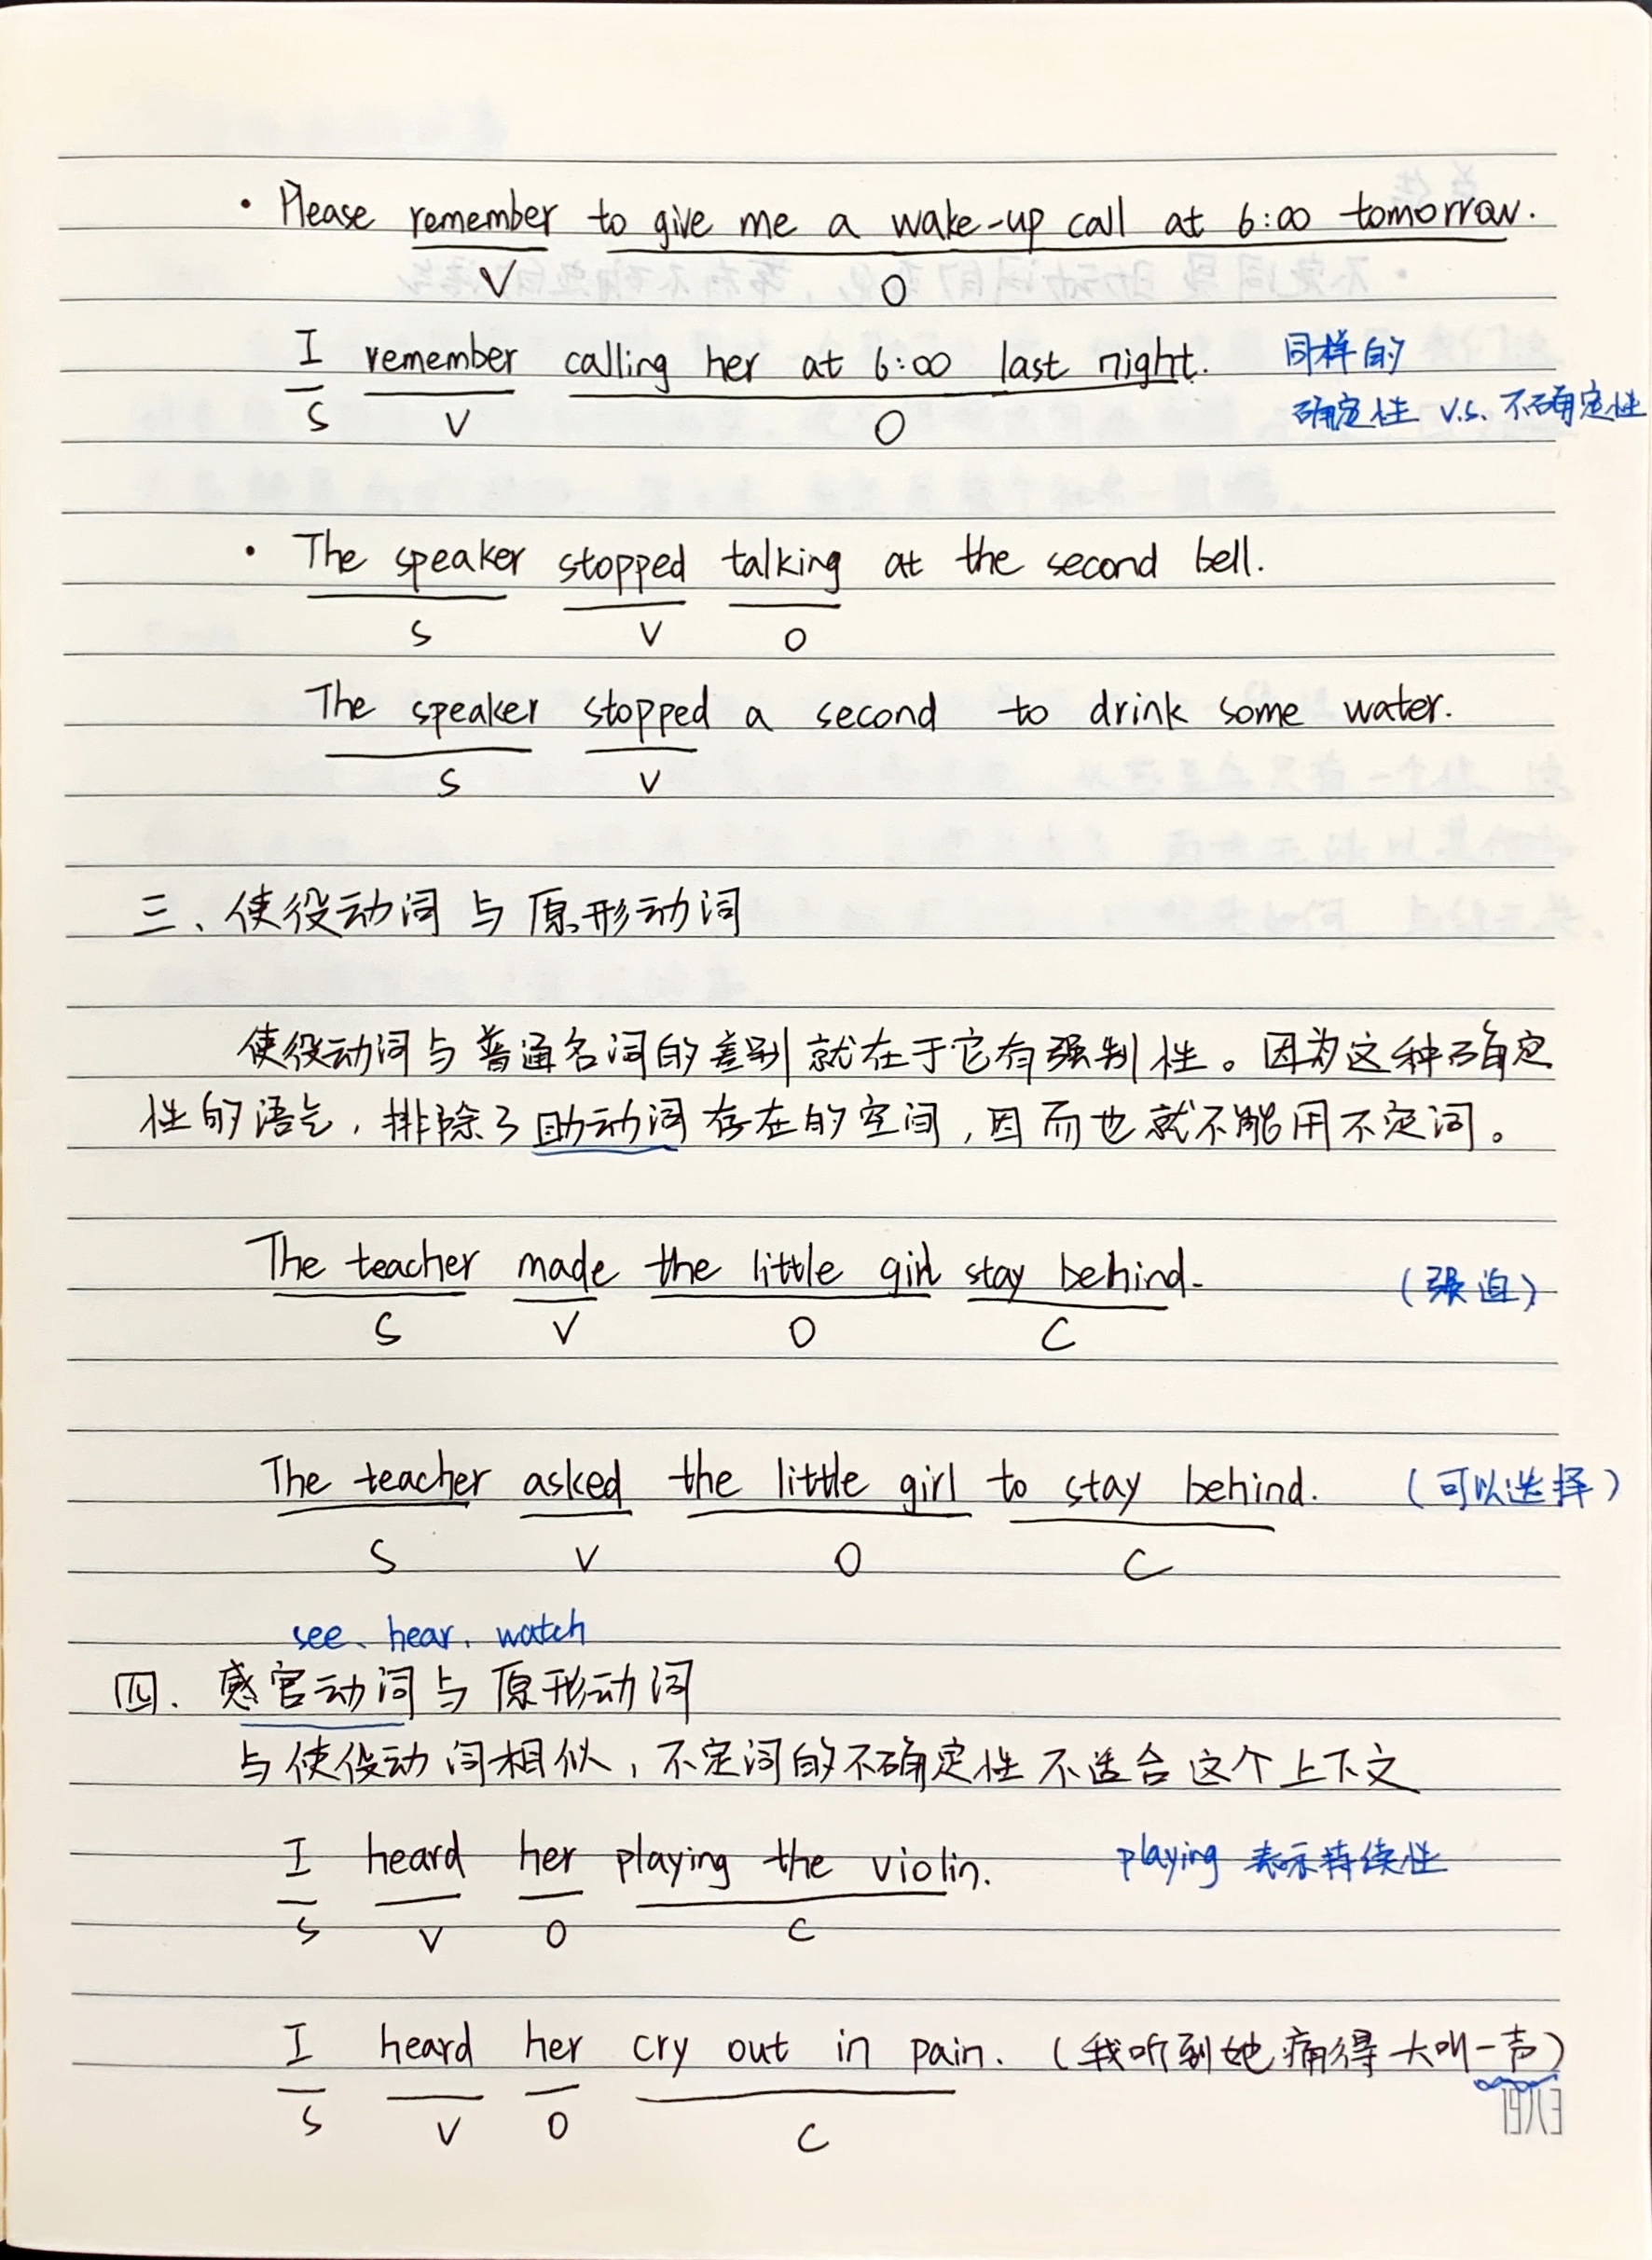 · Please remember to give me a wake-up call at 6:00 tomorrow.
V O
I remember calling her at 6:00 last night. 同样的
确定性 v.s. 不确定性
S V O
· The speaker stopped talking at the second bell.
S V O
The speaker stopped a second to drink some water.
S V
三、使役动词与原形动词
使役动词与普通名词的差别就在于它有强制性。因为这种确定
性的语气，排除了助动词存在的空间，因而也就不能用不定词。
The teacher made the little girl stay behind. （强迫）
S V O C
The teacher asked the little girl to stay behind. （可以选择）
S V O C
see、hear、watch
四. 感官动词与原形动词
与使役动词相似，不定词的不确定性不适合这个上下文
I heard her playing the violin. playing 表示持续性
S V O C
I heard her cry out in pain.（我听到她痛得大叫一声）
S V O C